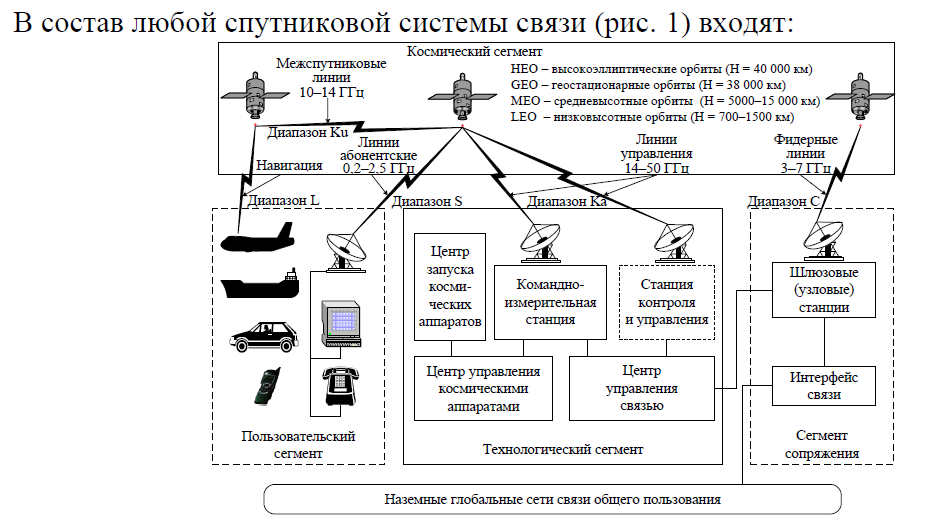 В состав любой спутниковой системы связи (рис. 1) входят:
Космический сегмент
Межспутниковые
линии
10–14 ГГц
HEO – высокоэллиптические орбиты (H = 40 000 км)
GEO – геостационарные орбиты (H = 38 000 км)
MEO – средневысотные орбиты (H = 5000–15 000 км)
LEO – низковысотные орбиты (H = 700–1500 км)
Диапазон Ku
Навигация
Линии
абонентские
0,2–2,5 ГГц
Линии
управления
14–50 ГГц
Фидерные
линии
3–7 ГГц
Диапазон L
Диапазон S
Диапазон Ka
Диапазон C
Центр
запуска
косми-
ческих
аппаратов
Командно-
измерительная
станция
Станция
контроля
и управления
Шлюзовые
(узловые)
станции
Центр управления
космическими
аппаратами
Центр
управления
связью
Интерфейс
связи
Пользовательский
сегмент
Технологический сегмент
Сегмент
сопряжения
Наземные глобальные сети связи общего пользования